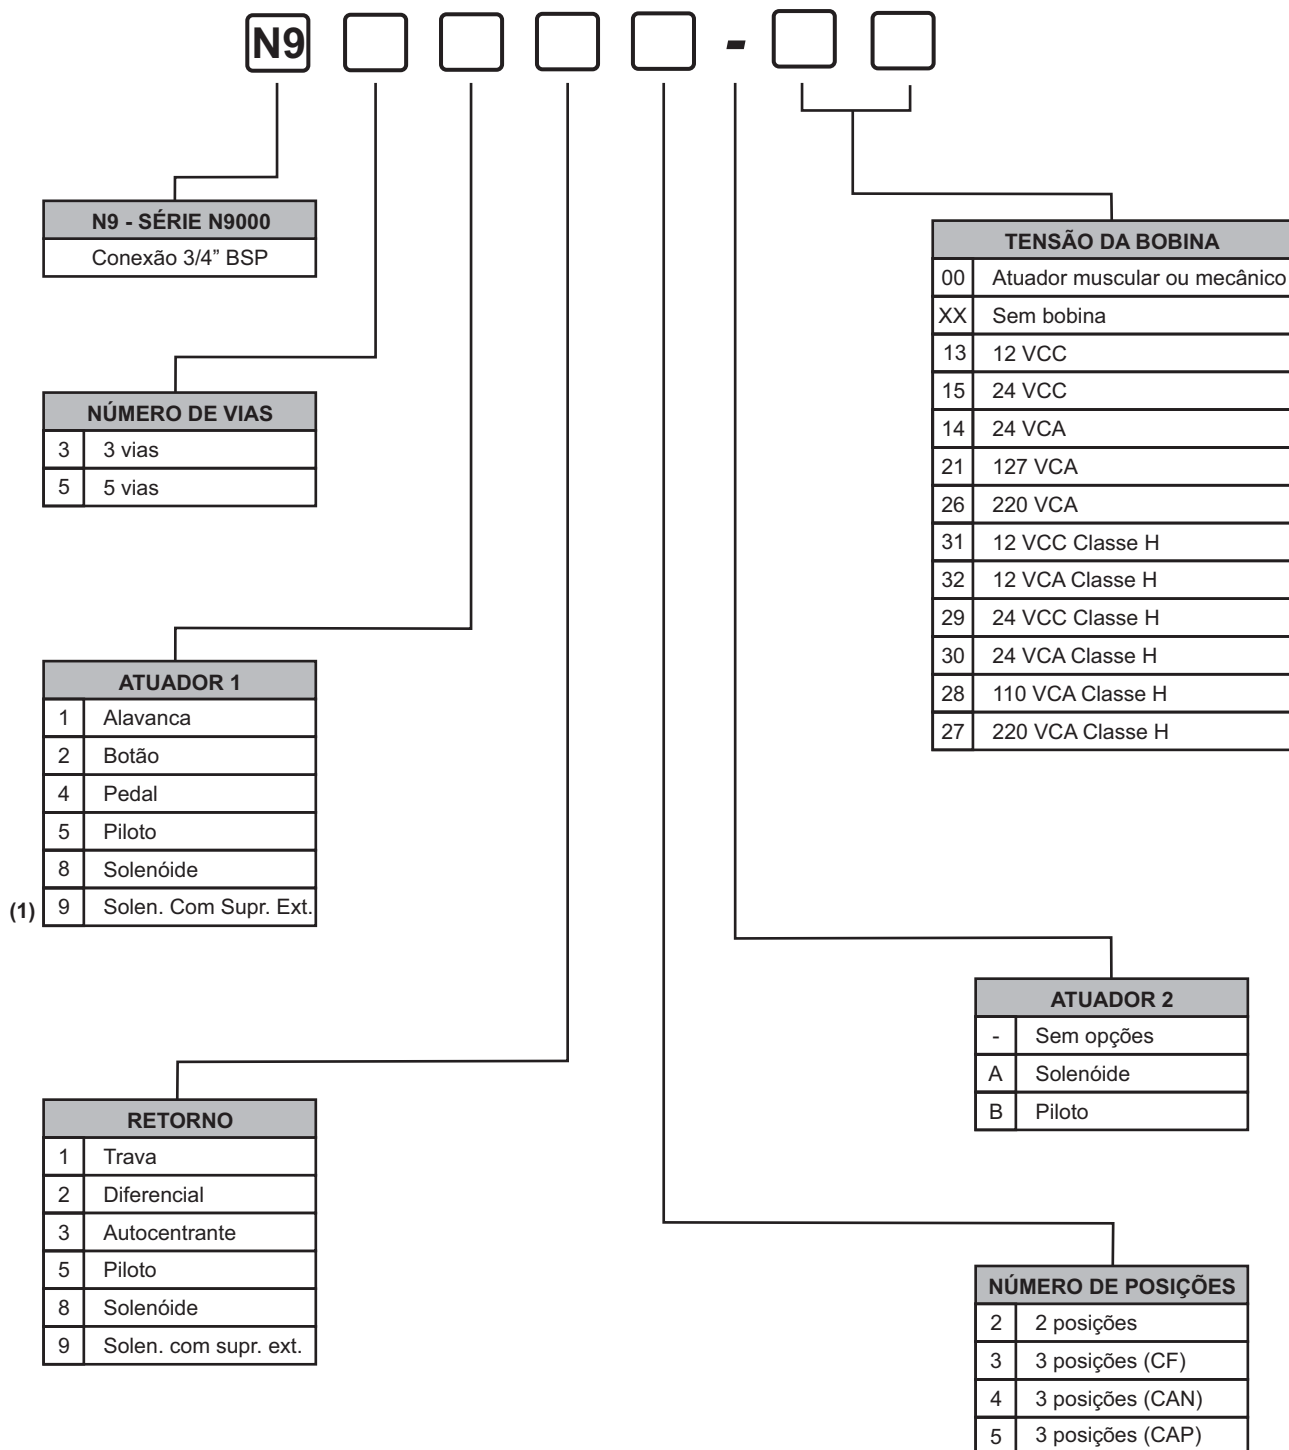 N9 -
N9 - SÉRIE N9000
Conexão 3/4” BSP
NÚMERO DE VIAS
3 3 vias
5 5 vias
ATUADOR 1
1 Alavanca
2 Botão
4 Pedal
5 Piloto
8 Solenóide
(1) 9 Solen. Com Supr. Ext.
RETORNO
1 Trava
2 Diferencial
3 Autocentrante
5 Piloto
8 Solenóide
9 Solen. com supr. ext.
TENSÃO DA BOBINA
00 Atuador muscular ou mecânico
XX Sem bobina
13 12 VCC
15 24 VCC
14 24 VCA
21 127 VCA
26 220 VCA
31 12 VCC Classe H
32 12 VCA Classe H
29 24 VCC Classe H
30 24 VCA Classe H
28 110 VCA Classe H
27 220 VCA Classe H
ATUADOR 2
- Sem opções
A Solenóide
B Piloto
NÚMERO DE POSIÇÕES
2 2 posições
3 3 posições (CF)
4 3 posições (CAN)
5 3 posições (CAP)